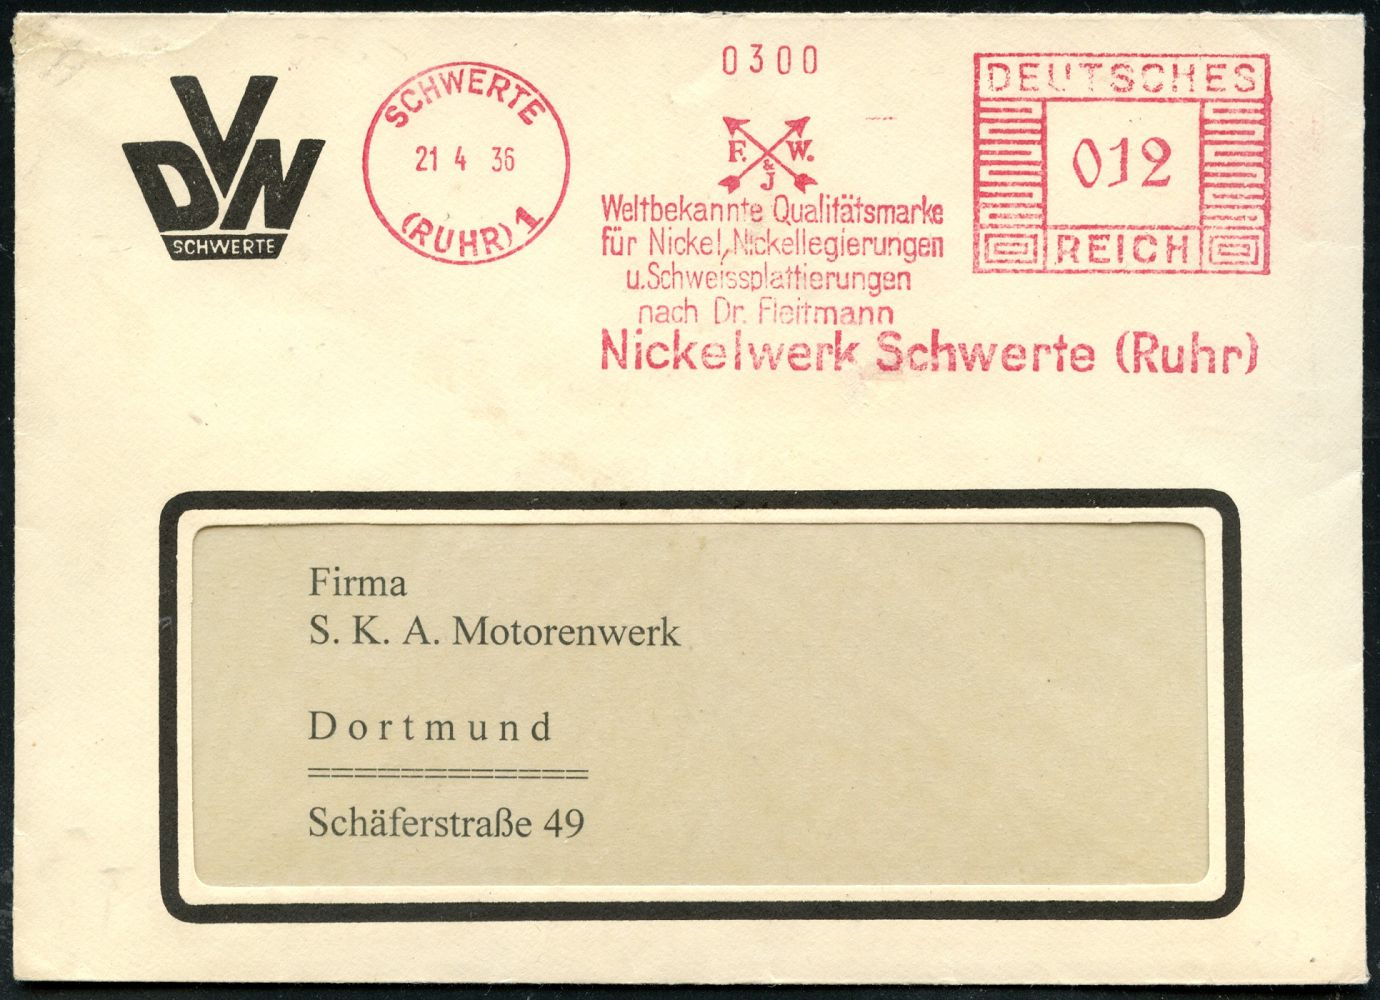 VDN
SCHWERTE
SCHWERTE
21 4 36
(RUHR) 1
0300
F. W.
& J
Weltbekannte Qualitätsmarke
für Nickel, Nickellegierungen
u. Schweissplattierungen
nach Dr. Fleitmann
Nickelwerk Schwerte (Ruhr)
DEUTSCHES
012
REICH
Firma
S. K. A. Motorenwerk
Dortmund
============
Schäferstraße 49